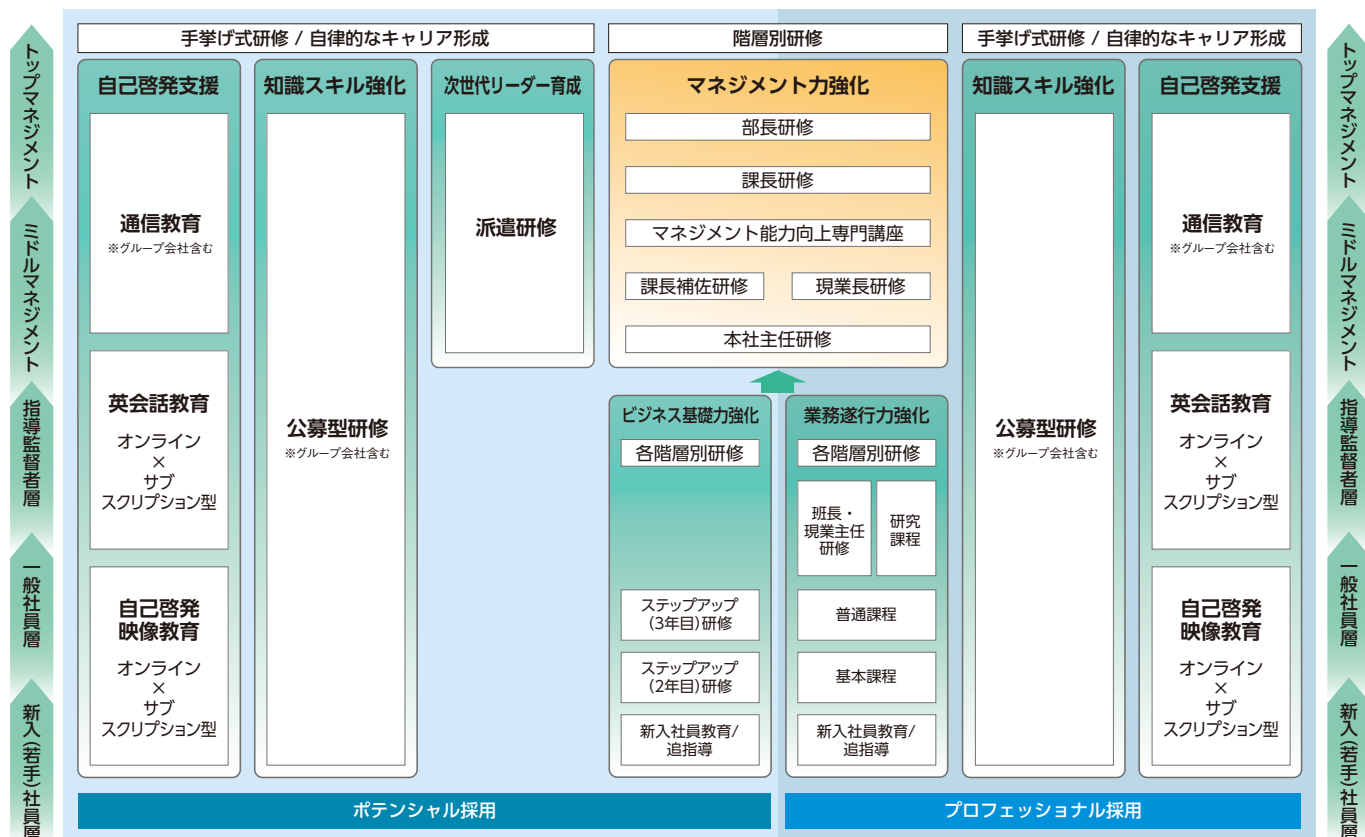 トップマネジメント
ミドルマネジメント
指導監督者層
一般社員層
新入(若手)社員層
手挙げ式研修 / 自律的なキャリア形成
自己啓発支援
通信教育
※グループ会社含む
英会話教育
オンライン
×
サブ
スクリプション型
自己啓発
映像教育
オンライン
×
サブ
スクリプション型
知識スキル強化
公募型研修
※グループ会社含む
次世代リーダー育成
派遣研修
階層別研修
マネジメント力強化
部長研修
課長研修
マネジメント能力向上専門講座
課長補佐研修
現業長研修
本社主任研修
ビジネス基礎力強化
各階層別研修
ステップアップ
(3年目)研修
ステップアップ
(2年目)研修
新入社員教育/
追指導
業務遂行力強化
各階層別研修
班長・
現業主任
研修
研究
課程
普通課程
基本課程
新入社員教育/
追指導
手挙げ式研修 / 自律的なキャリア形成
知識スキル強化
公募型研修
※グループ会社含む
自己啓発支援
通信教育
※グループ会社含む
英会話教育
オンライン
×
サブ
スクリプション型
自己啓発
映像教育
オンライン
×
サブ
スクリプション型
ポテンシャル採用
プロフェッショナル採用
トップマネジメント
ミドルマネジメント
指導監督者層
一般社員層
新入(若手)社員層